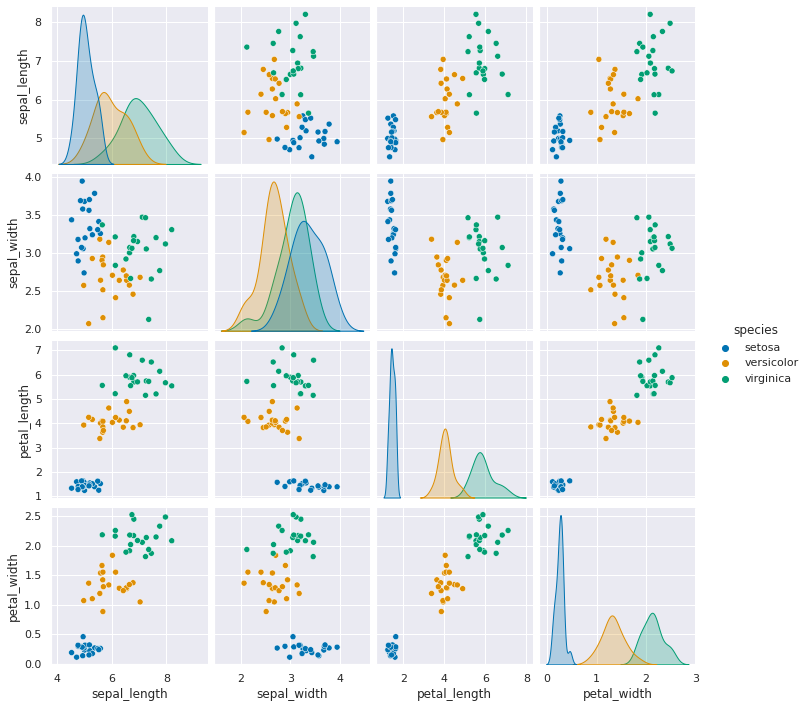 sepal_length
8
7
6
5
sepal_width
4.0
3.5
3.0
2.5
2.0
species
setosa
versicolor
virginica
petal_length
7
6
5
4
3
2
1
petal_width
2.5
2.0
1.5
1.0
0.5
0.0
4 6 8 2 3 4 2 4 6 8 0 1 2 3
sepal_length sepal_width petal_length petal_width